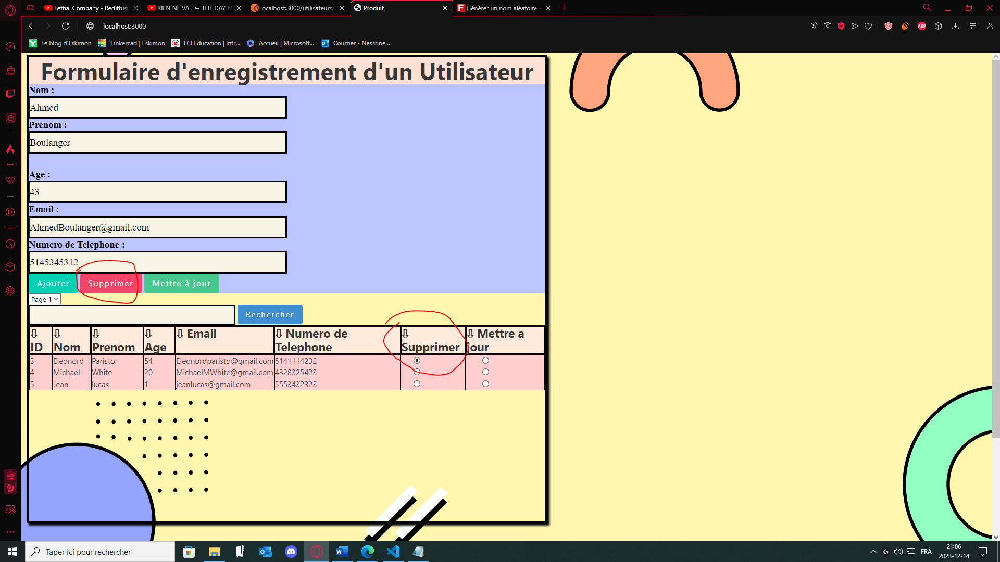 Lethal Company - Rediffus
RIEN NE VA ! ► THE DAY B
localhost:3000/utilisateurs/
Produit
Générer un nom aléatoire -
localhost:3000
Le blog d'Eskimon
Tinkercad | Eskimon
LCI Education | Intr...
Accueil | Microsoft...
Courrier - Nessrine...
ABP
Formulaire d'enregistrement d'un Utilisateur
Nom :
Ahmed
Prenom :
Boulanger
Age :
43
Email :
AhmedBoulanger@gmail.com
Numero de Telephone :
5145345312
Ajouter Supprimer Mettre à jour
Page 1
Rechercher
⇩ ID ⇩ Nom ⇩ Prenom ⇩ Age ⇩ Email ⇩ Numero de Telephone ⇩ Supprimer ⇩ Mettre a jour
3 Eleonord Paristo 54 Eleonordparisto@gmail.com 5141114232
4 Michael White 20 MichaelMWhite@gmail.com 4328325423
5 Jean lucas 1 jeanlucas@gmail.com 5553432323
Taper ici pour rechercher
FRA
21:06
2023-12-14